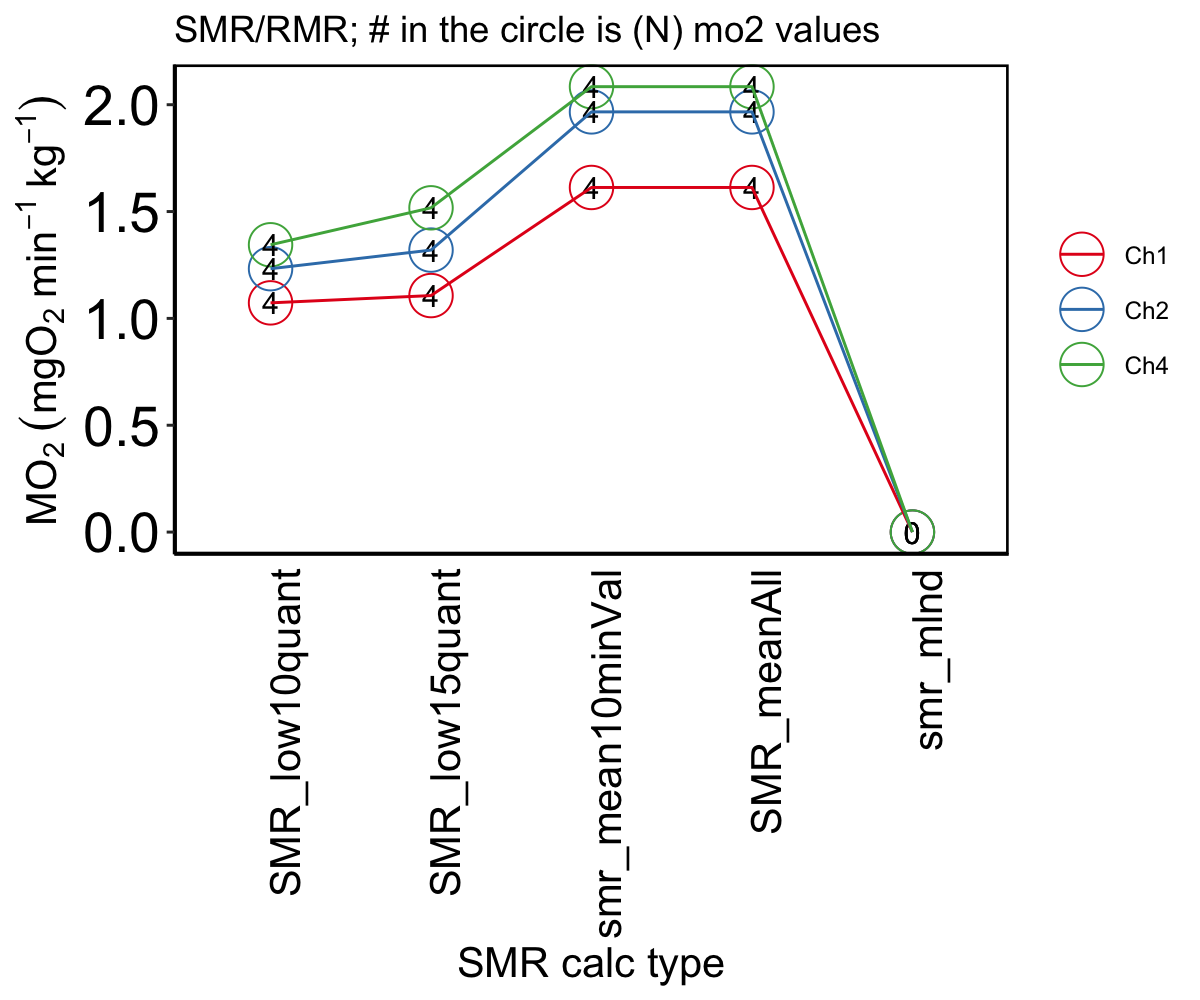 SMR/RMR; # in the circle is (N) mo2 values
MO₂ (mgO₂ min⁻¹ kg⁻¹)
2.0
1.5
1.0
0.5
0.0
4 4 4 4
4 4 4 4
4 4 4 4
0
SMR_low10quant
SMR_low15quant
smr_mean10minVal
SMR_meanAll
smr_mlnd
SMR calc type
Ch1
Ch2
Ch4